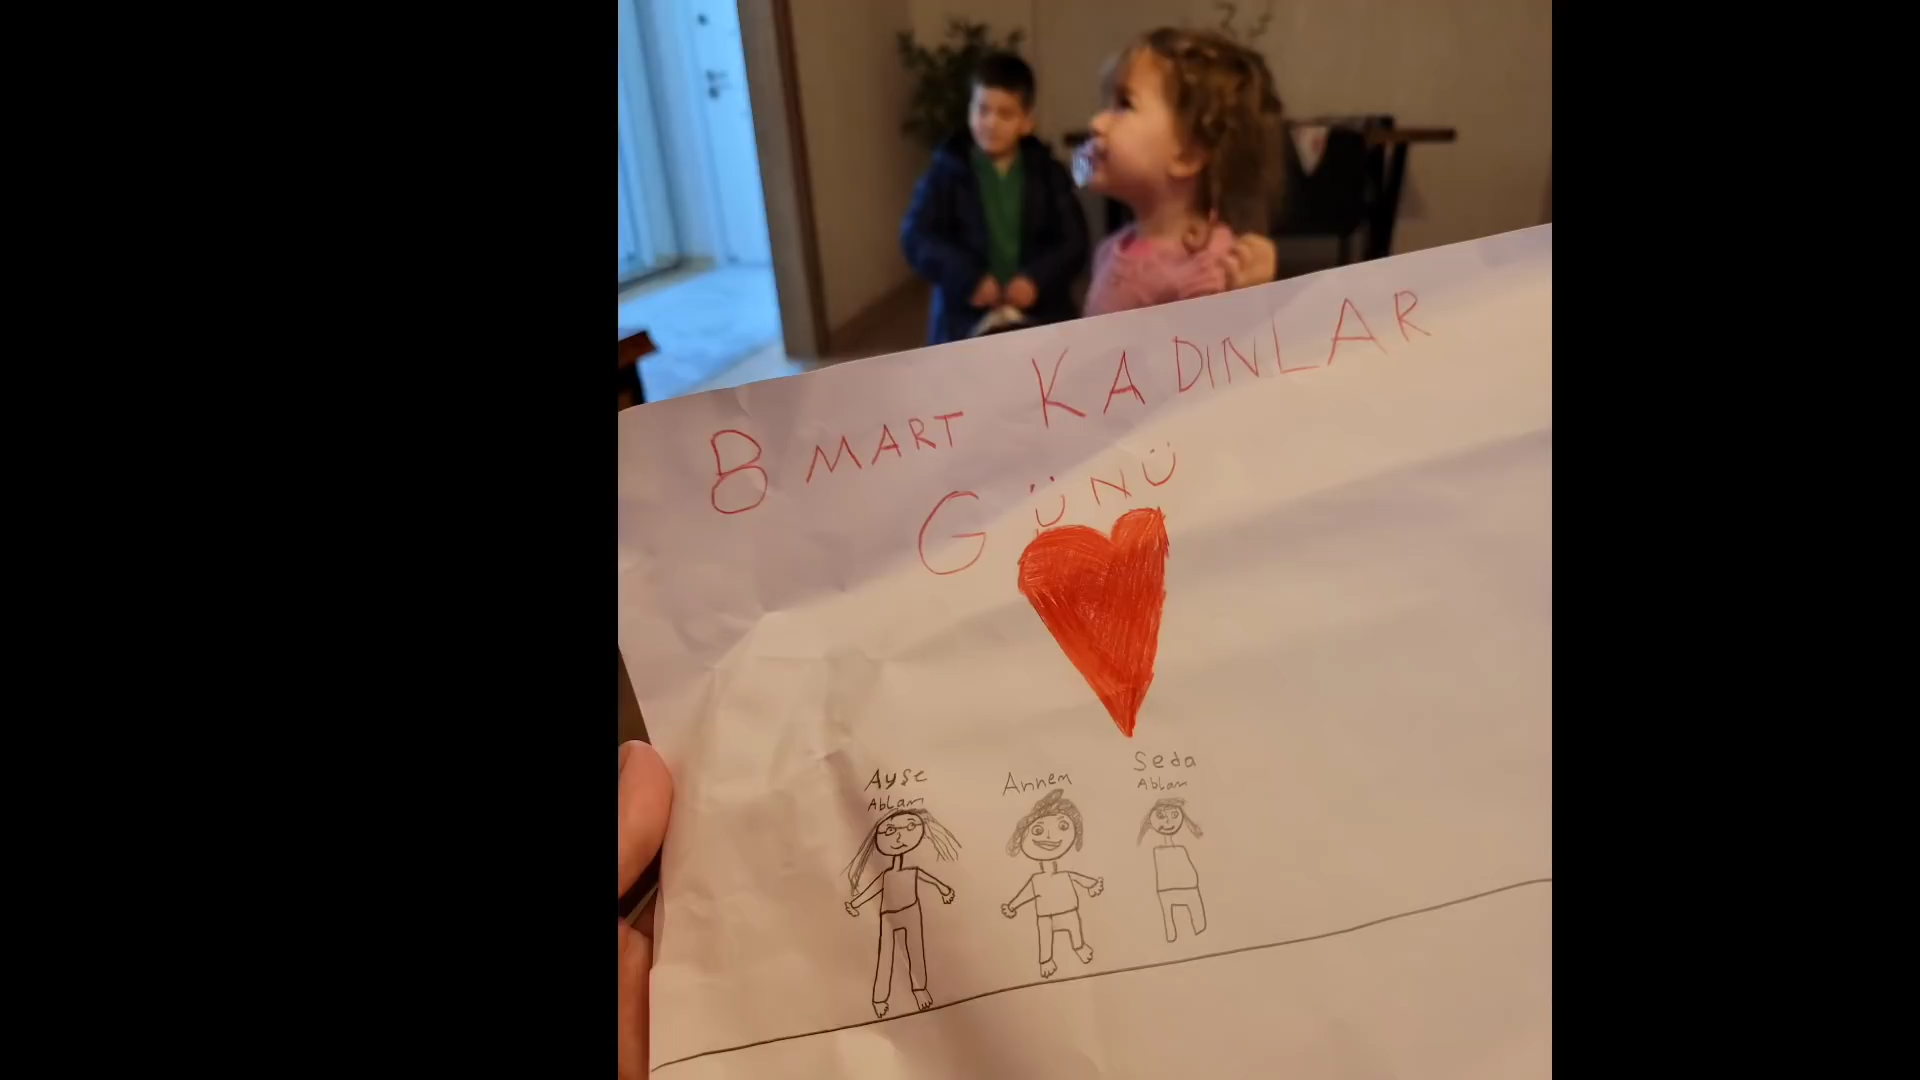 8 MART KADINLAR
GÜNÜ
Ayşe Ablam
Annem
Seda Ablam